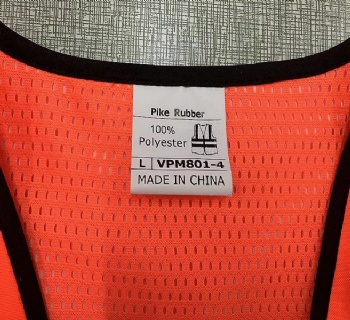 Pike Rubber
100%
Polyester
L VPM801-4
MADE IN CHINA